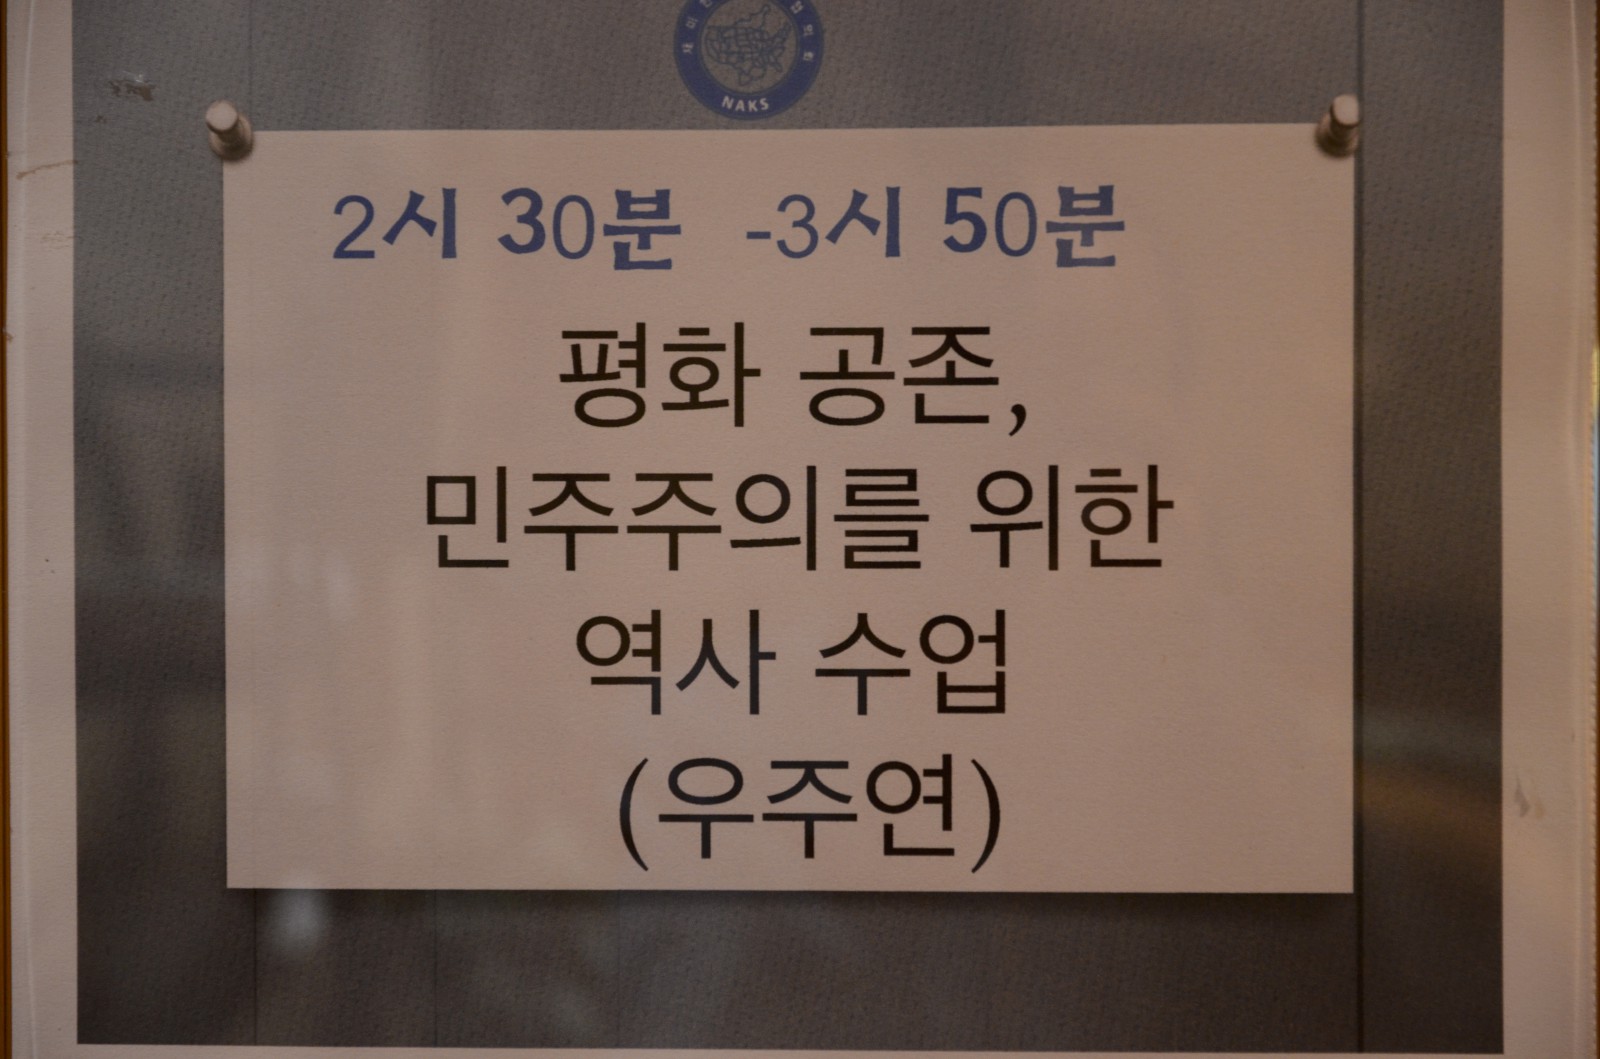 NAKS
2시 30분 -3시 50분
평화 공존,
민주주의를 위한
역사 수업
(우주연)